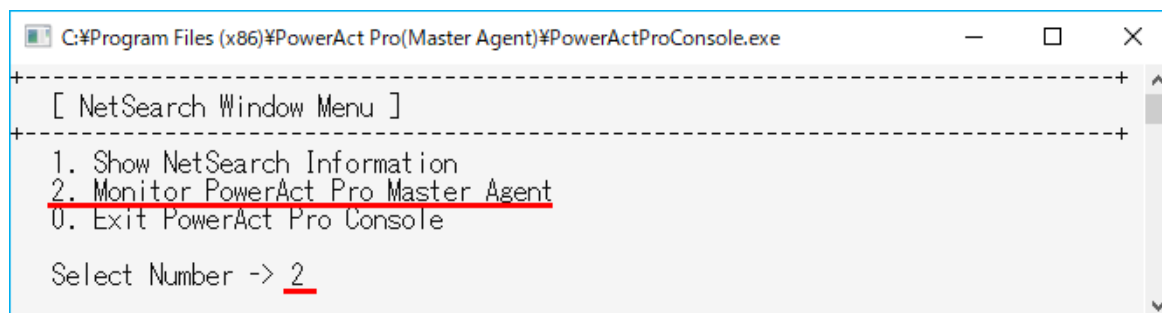 C:¥Program Files (x86)¥PowerAct Pro(Master Agent)¥PowerActProConsole.exe
+------------------------------------------------------------------------------+
[ NetSearch Window Menu ]
+------------------------------------------------------------------------------+
1. Show NetSearch Information
2. Monitor PowerAct Pro Master Agent
0. Exit PowerAct Pro Console
Select Number -> 2